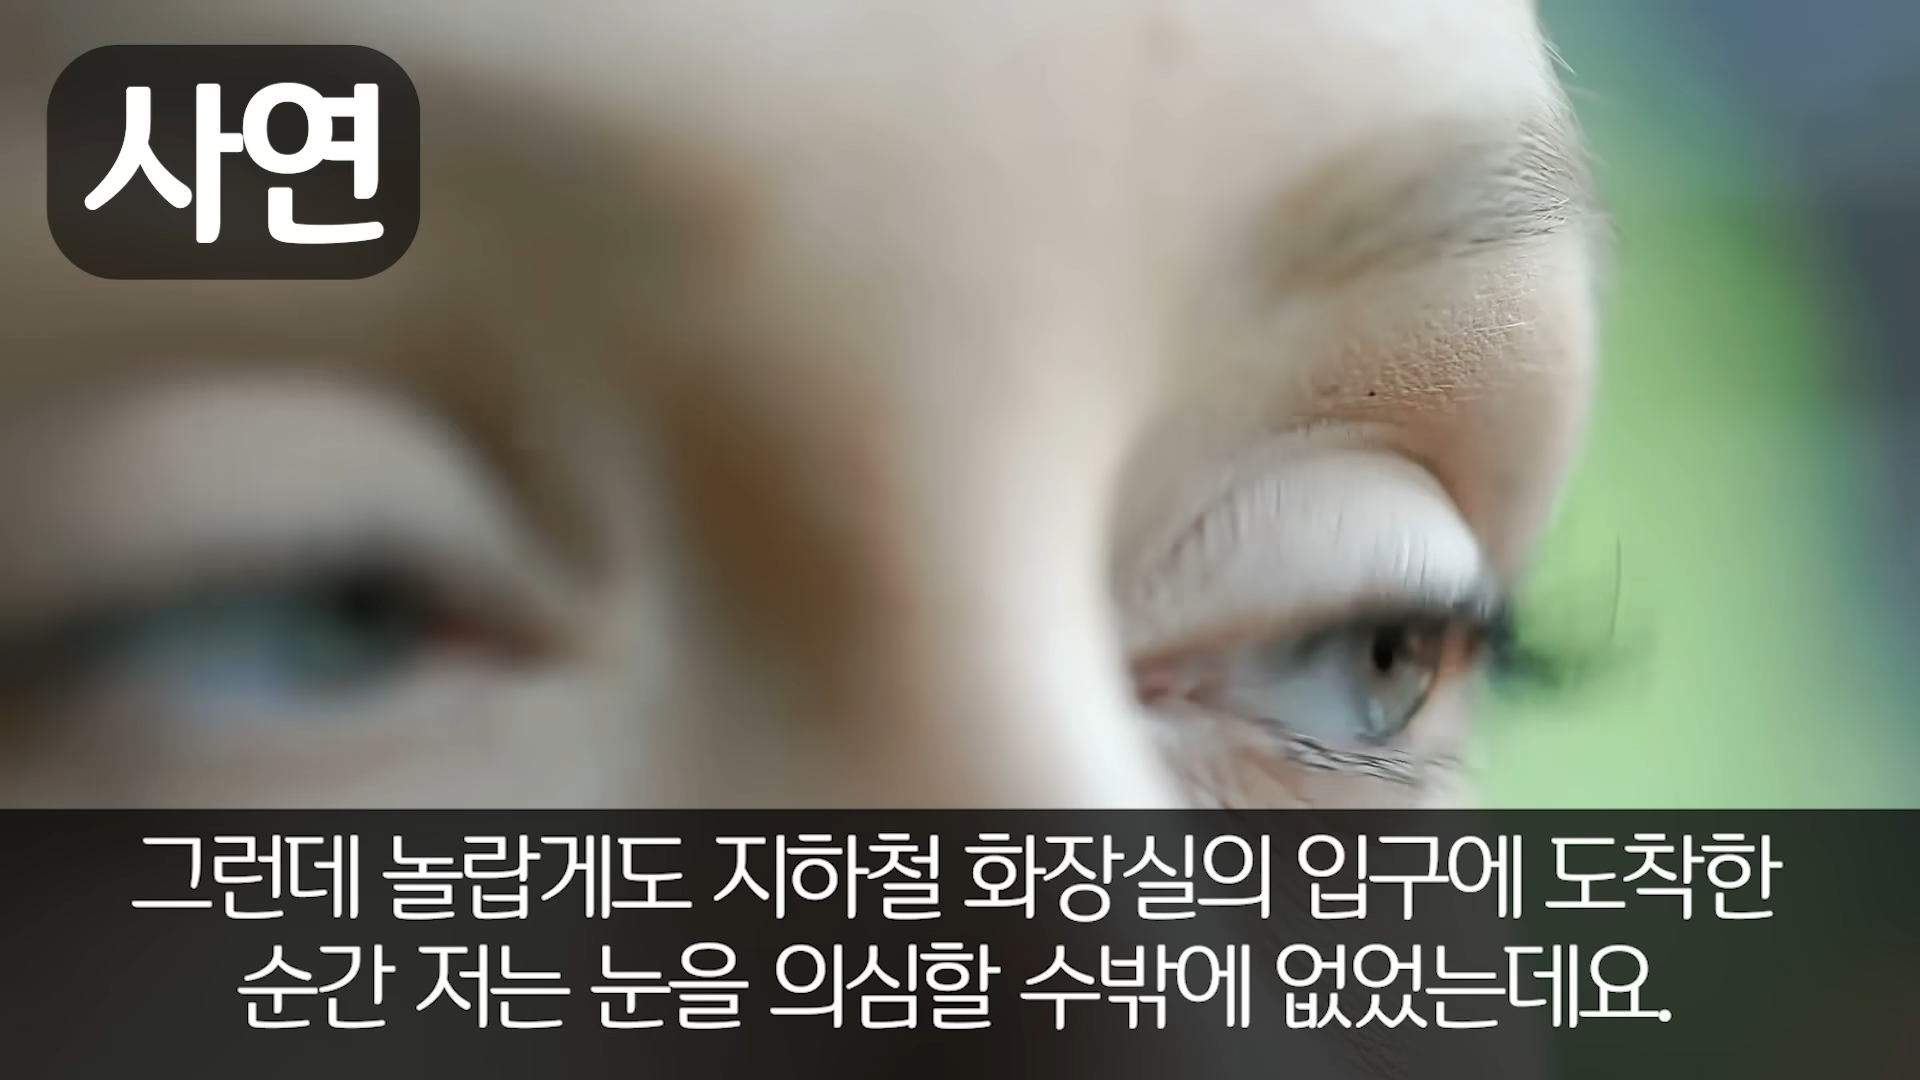 사연
그런데 놀랍게도 지하철 화장실의 입구에 도착한
순간 저는 눈을 의심할 수밖에 없었는데요.